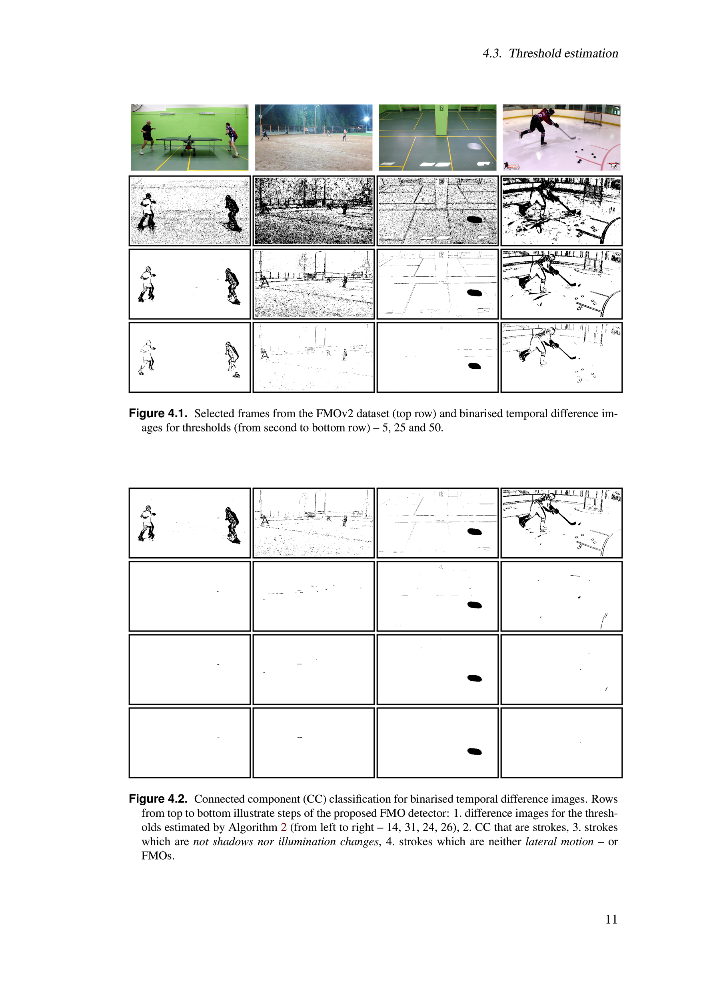 4.3. Threshold estimation
2
Figure 4.1. Selected frames from the FMOv2 dataset (top row) and binarised temporal difference im-
ages for thresholds (from second to bottom row) – 5, 25 and 50.
Figure 4.2. Connected component (CC) classification for binarised temporal difference images. Rows
from top to bottom illustrate steps of the proposed FMO detector: 1. difference images for the thresh-
olds estimated by Algorithm 2 (from left to right – 14, 31, 24, 26), 2. CC that are strokes, 3. strokes
which are not shadows nor illumination changes, 4. strokes which are neither lateral motion – or
FMOs.
11